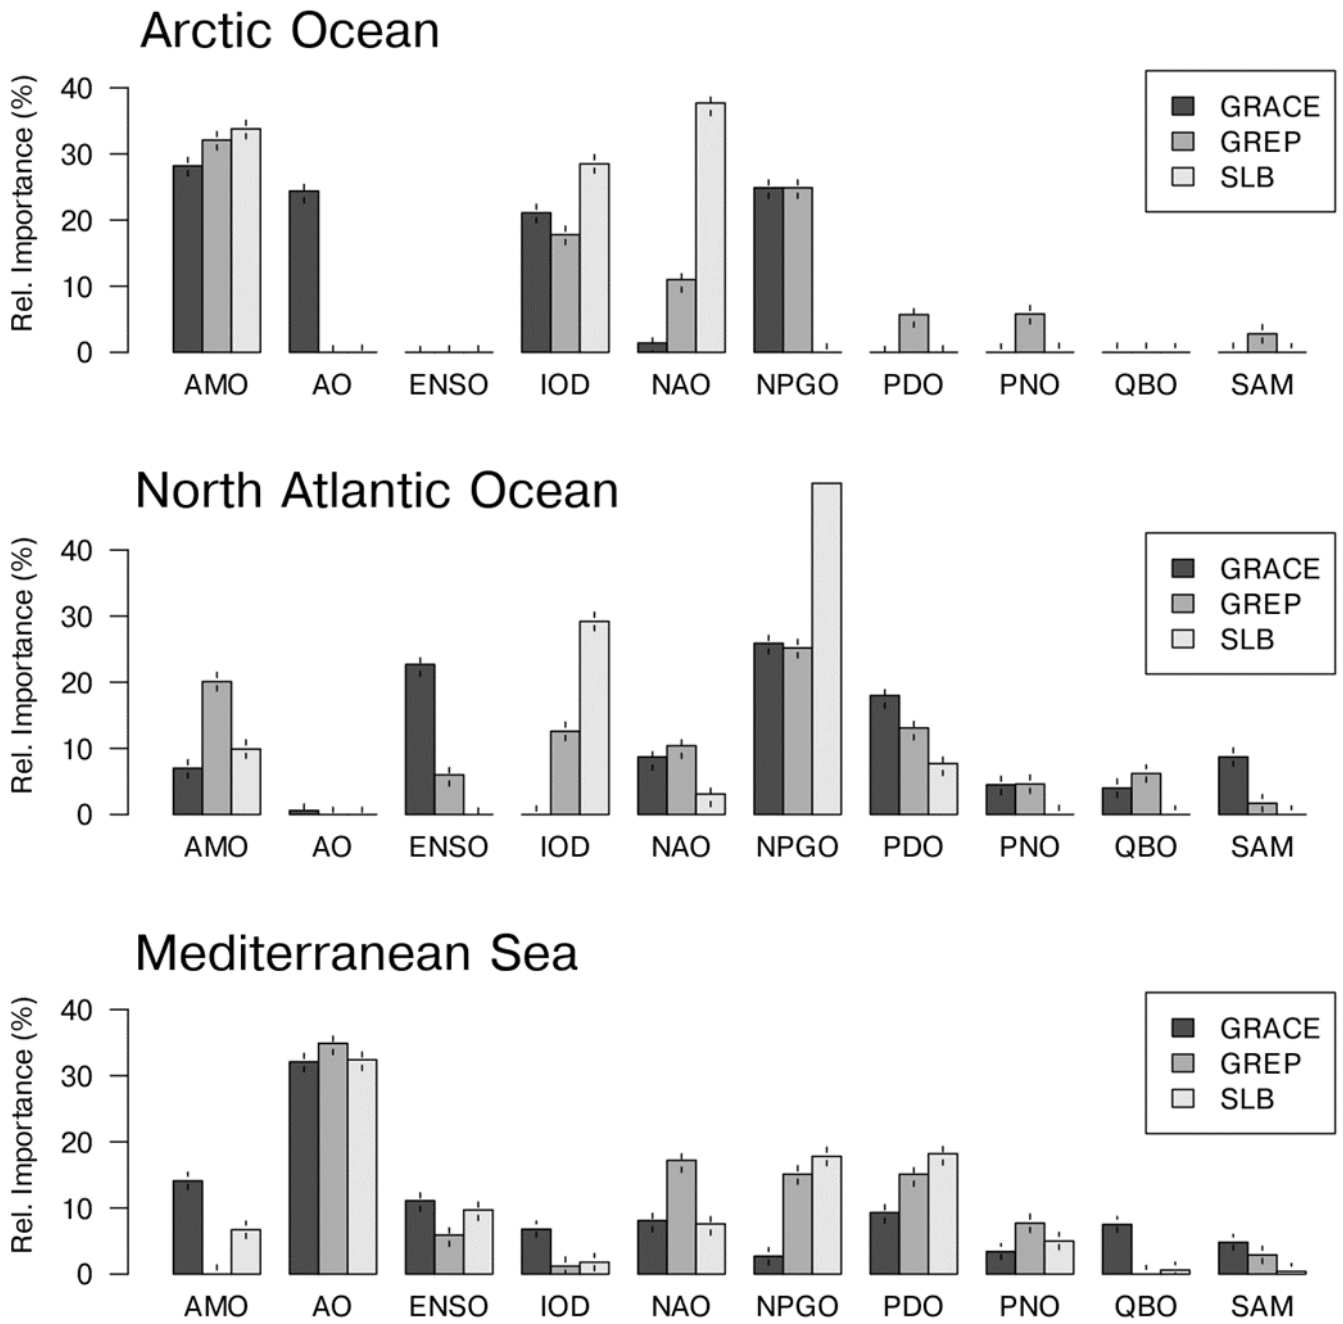 Arctic Ocean
Rel. Importance (%)
40
30
20
10
0
GRACE
GREP
SLB
AMO AO ENSO IOD NAO NPGO PDO PNO QBO SAM
North Atlantic Ocean
Rel. Importance (%)
40
30
20
10
0
GRACE
GREP
SLB
AMO AO ENSO IOD NAO NPGO PDO PNO QBO SAM
Mediterranean Sea
Rel. Importance (%)
40
30
20
10
0
GRACE
GREP
SLB
AMO AO ENSO IOD NAO NPGO PDO PNO QBO SAM